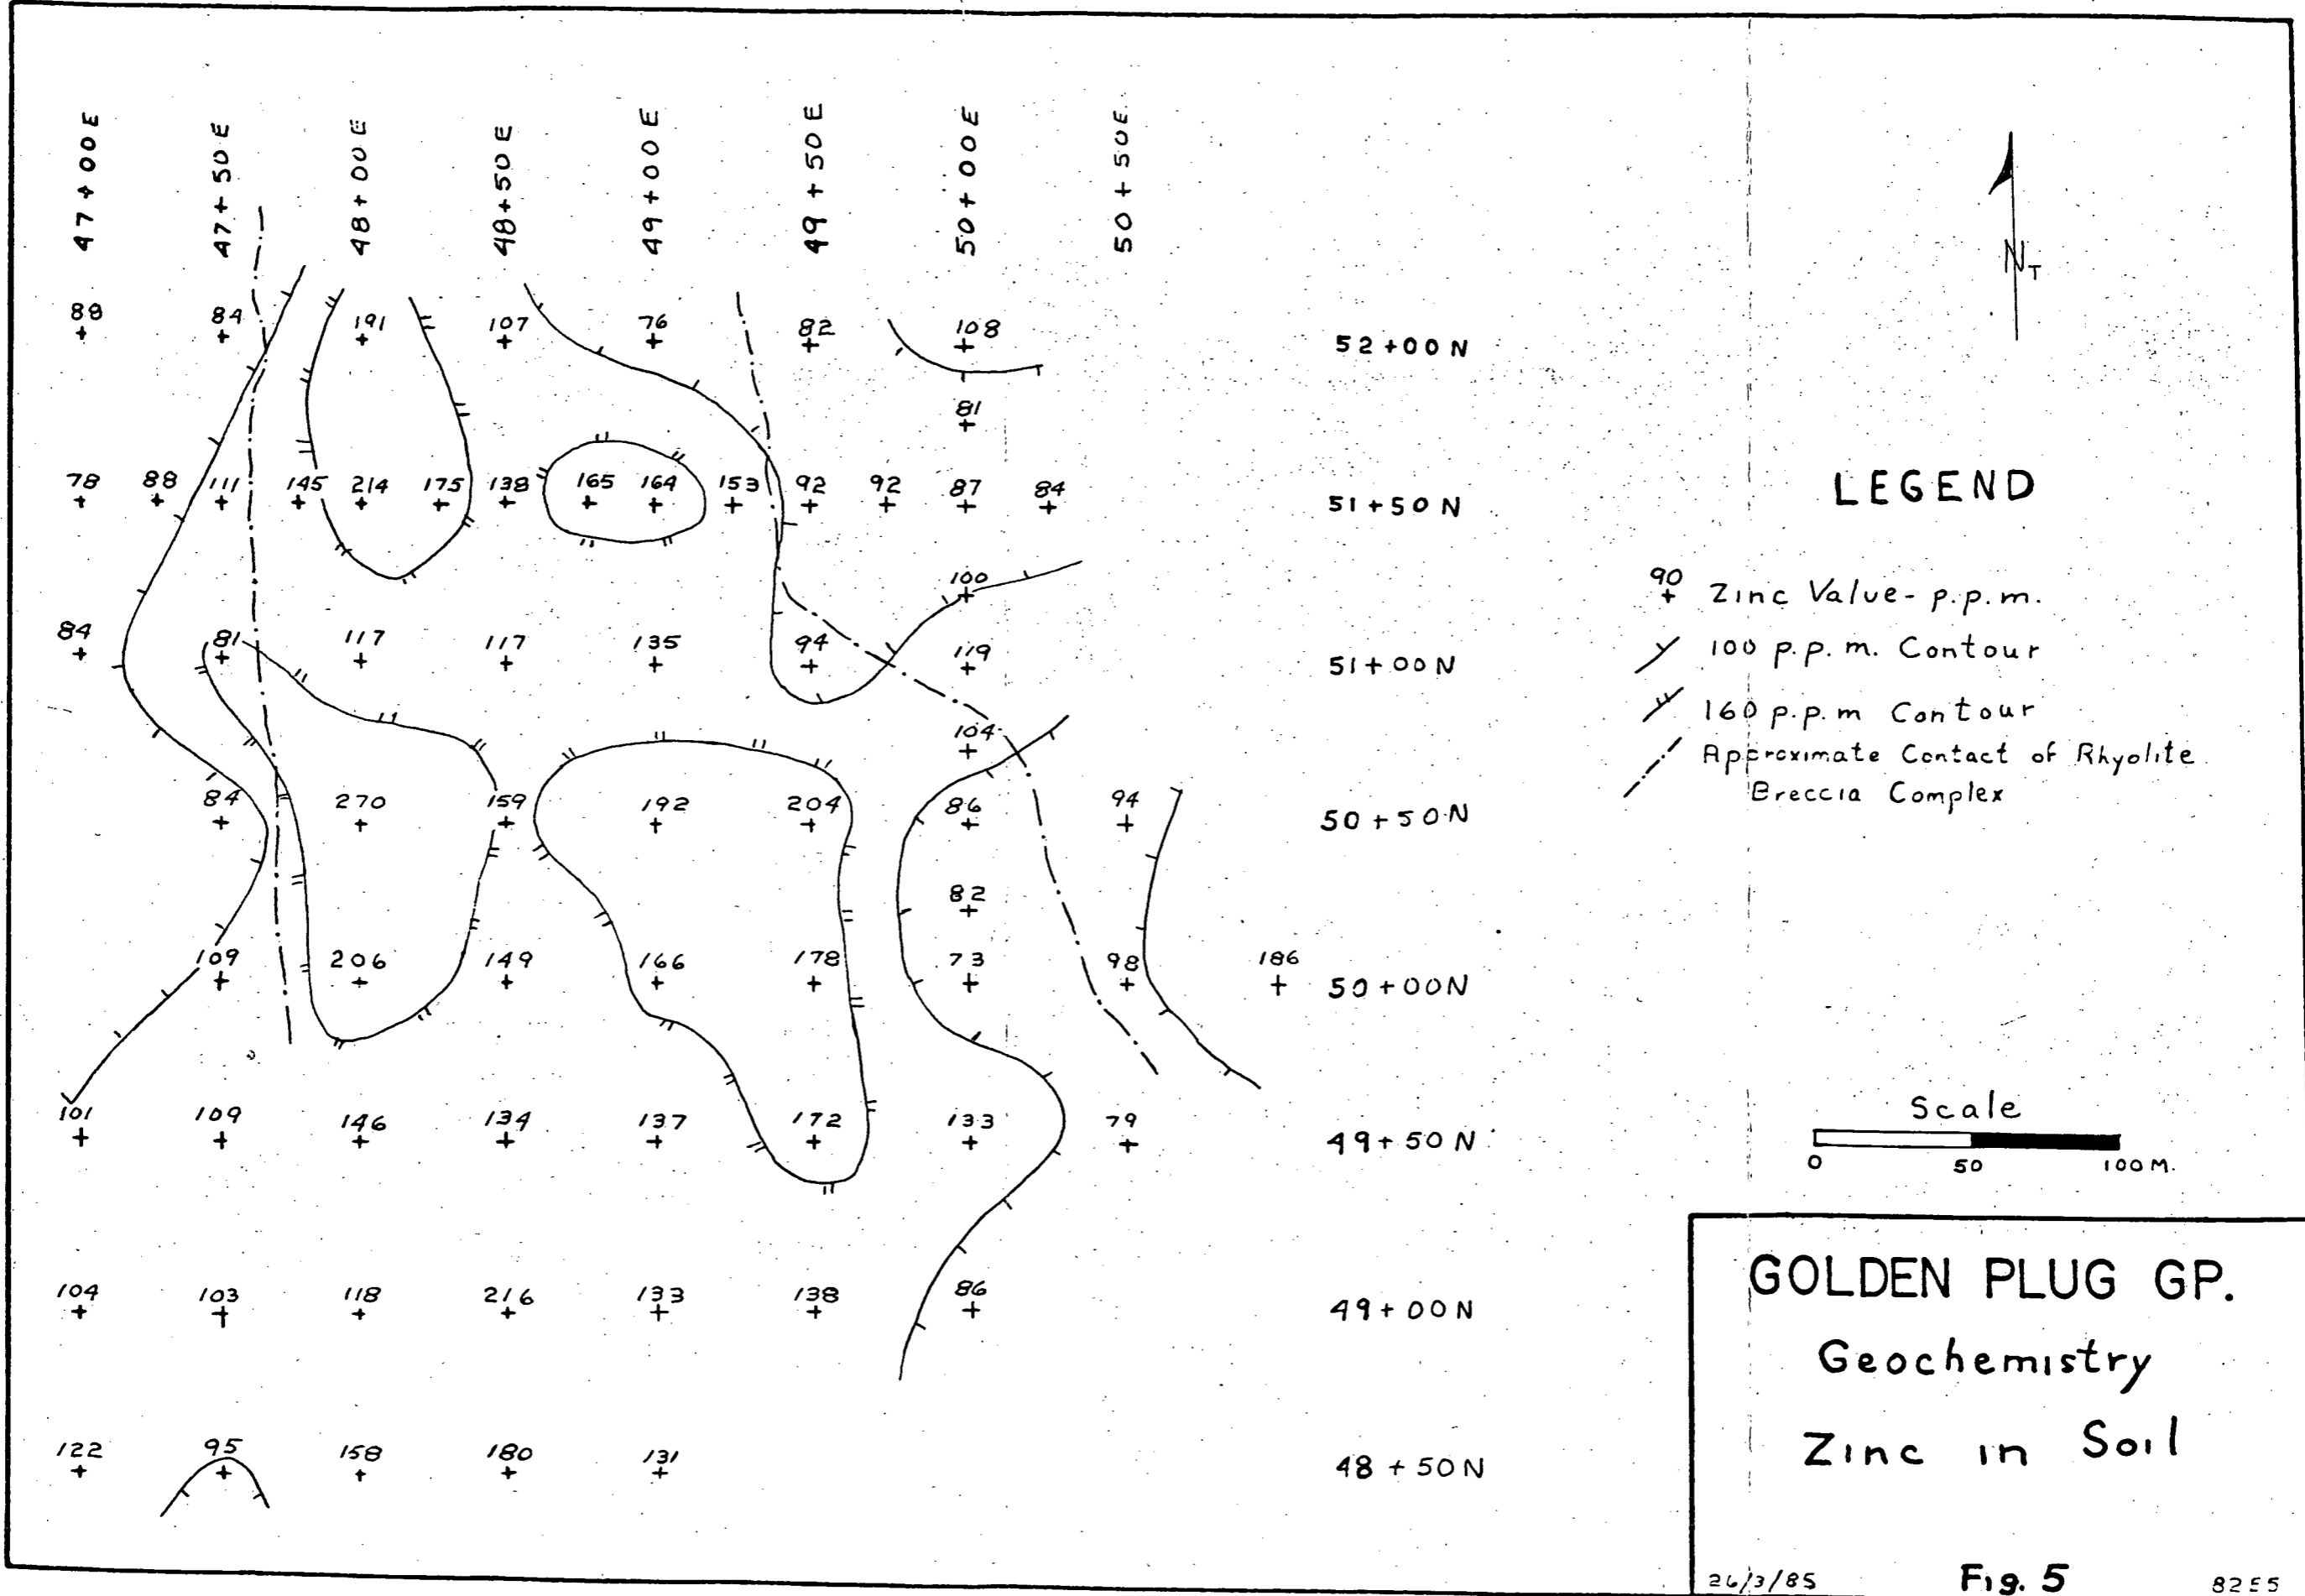 47+00E 47+50E 48+00E 48+50E 49+00E 49+50E 50+00E 50+50E
N T
88 84 191 107 76 82 108
52+00N
81
78 88 111 145 214 175 138 165 164 153 92 92 87 84
51+50N
100
84 81 117 117 135 94 119
51+00N
104
84 270 159 192 204 86 94
50+50N
82
109 206 149 166 178 73 98 186
50+00N
101 109 146 134 137 172 133 79
49+50N
104 103 118 216 133 138 86
49+00N
122 95 158 180 131
48+50N
LEGEND
90
Zinc Value - p.p.m.
100 p.p.m. Contour
160 p.p.m Contour
Approximate Contact of Rhyolite
Breccia Complex
Scale
0 50 100 M.
GOLDEN PLUG GP.
Geochemistry
Zinc in Soil
26/3/85 Fig. 5